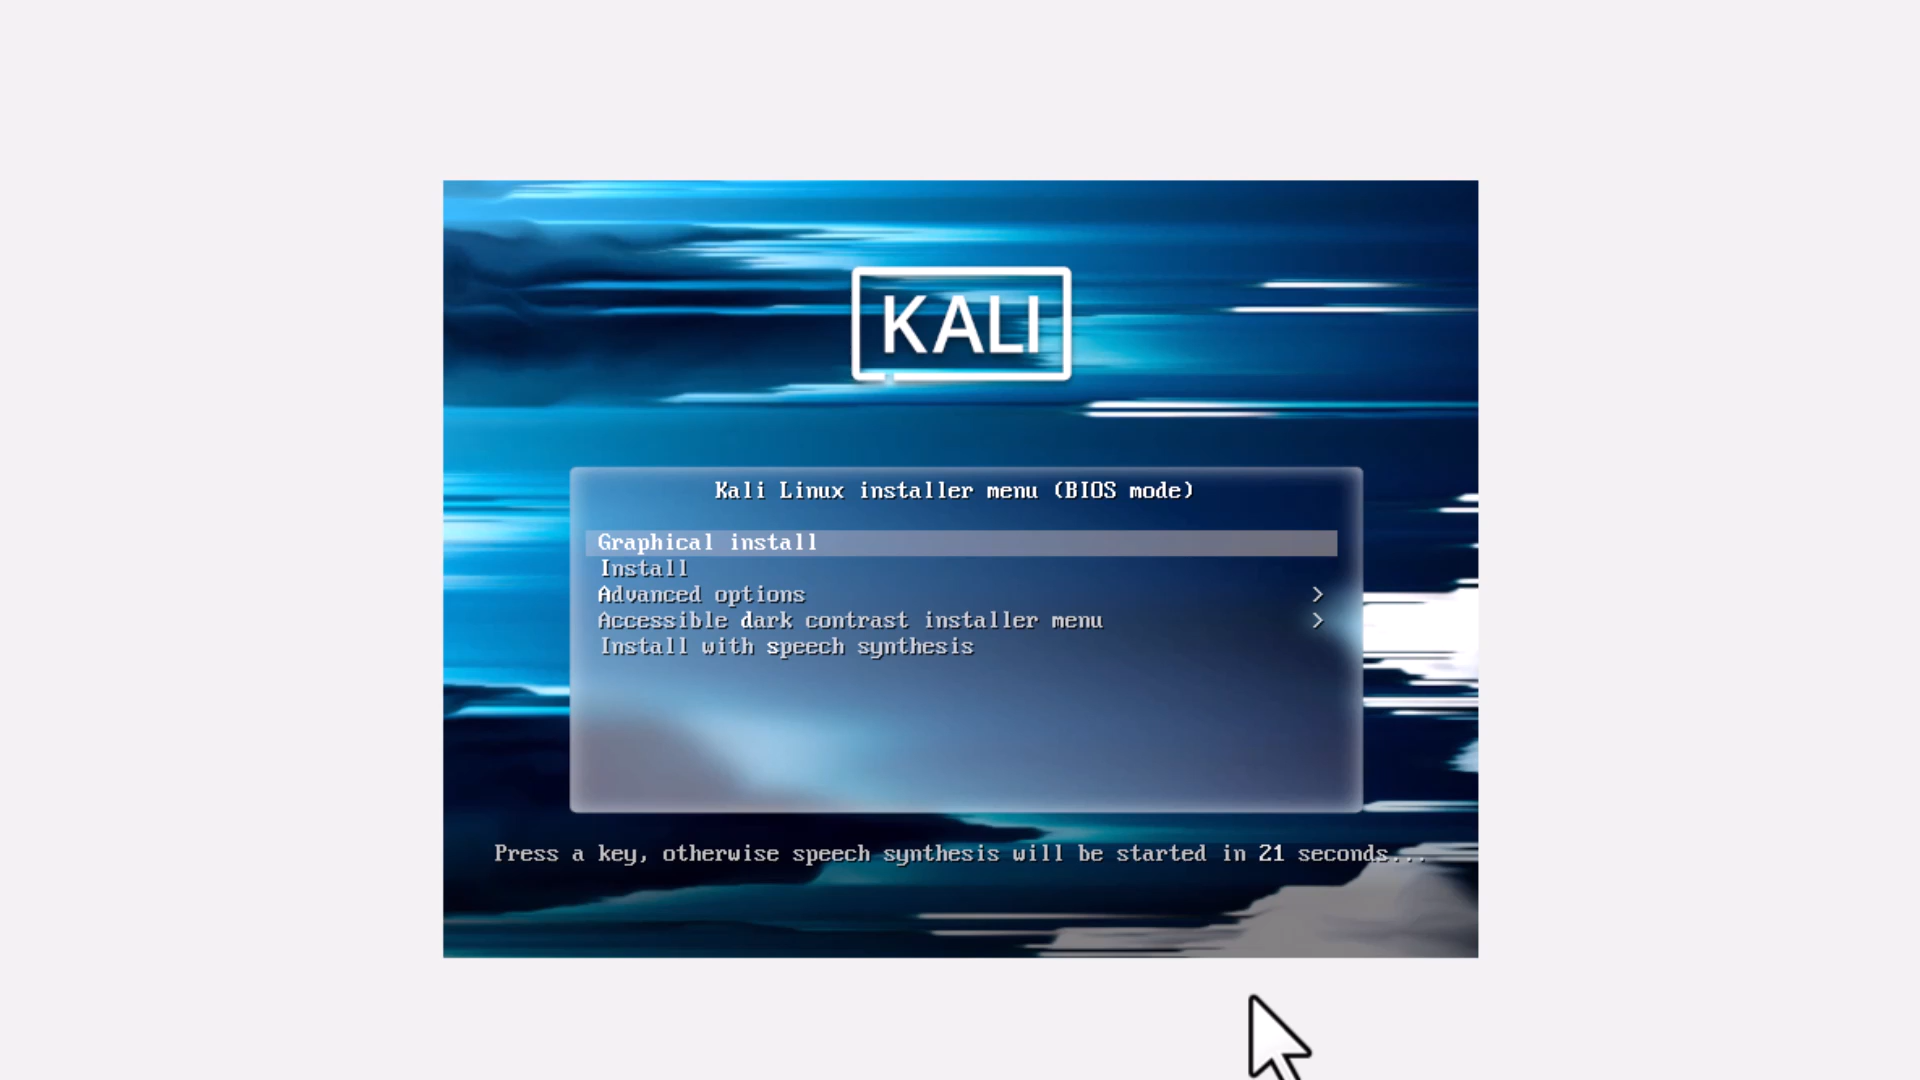 KALI
Kali Linux installer menu (BIOS mode)
Graphical install
Install
Advanced options >
Accessible dark contrast installer menu >
Install with speech synthesis
Press a key, otherwise speech synthesis will be started in 21 seconds...